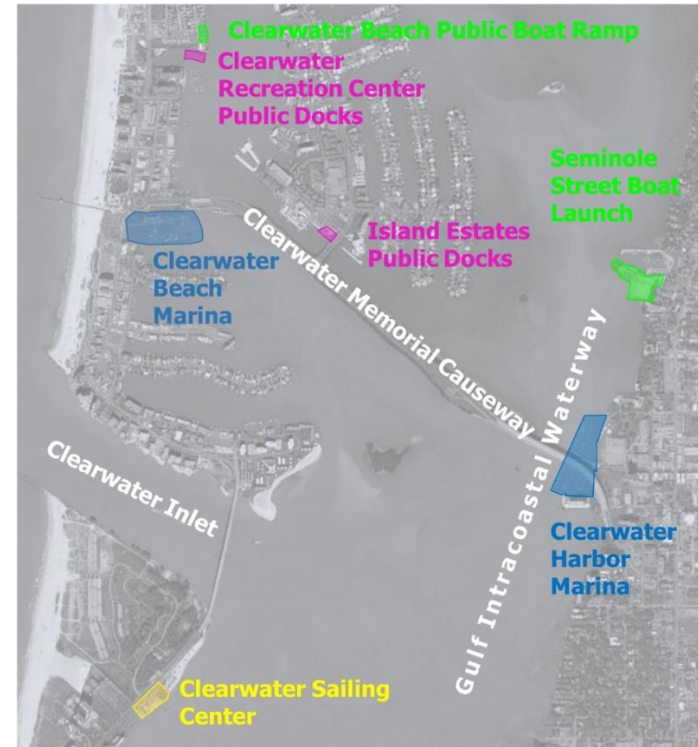 Clearwater Beach Public Boat Ramp
Clearwater
Recreation Center
Public Docks
Seminole
Street Boat
Launch
Island Estates
Public Docks
Clearwater
Beach
Marina
Clearwater Memorial Causeway
Gulf Intracoastal Waterway
Clearwater Inlet
Clearwater
Harbor
Marina
Clearwater Sailing
Center